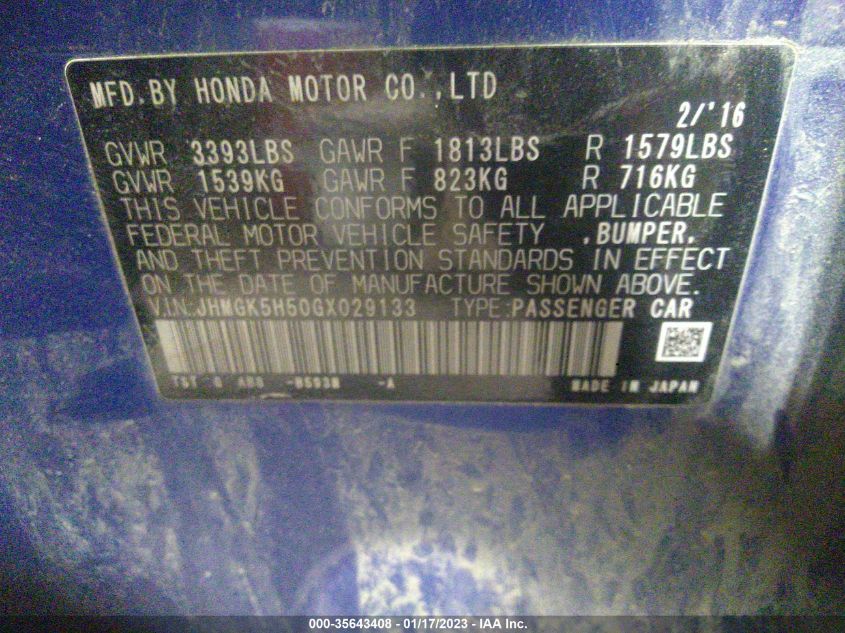 MFD. BY HONDA MOTOR CO.,LTD
2/'16
GVWR 3393LBS GAWR F 1813LBS R 1579LBS
GVWR 1539KG GAWR F 823KG R 716KG
THIS VEHICLE CONFORMS TO ALL APPLICABLE
FEDERAL MOTOR VEHICLE SAFETY ,BUMPER,
AND THEFT PREVENTION STANDARDS IN EFFECT
ON THE DATE OF MANUFACTURE SHOWN ABOVE.
V.I.N:JHMGK5H50GX029133 TYPE:PASSENGER CAR
ABS -B593M -A MADE IN JAPAN
000-35643408 - 01/17/2023 - IAA Inc.